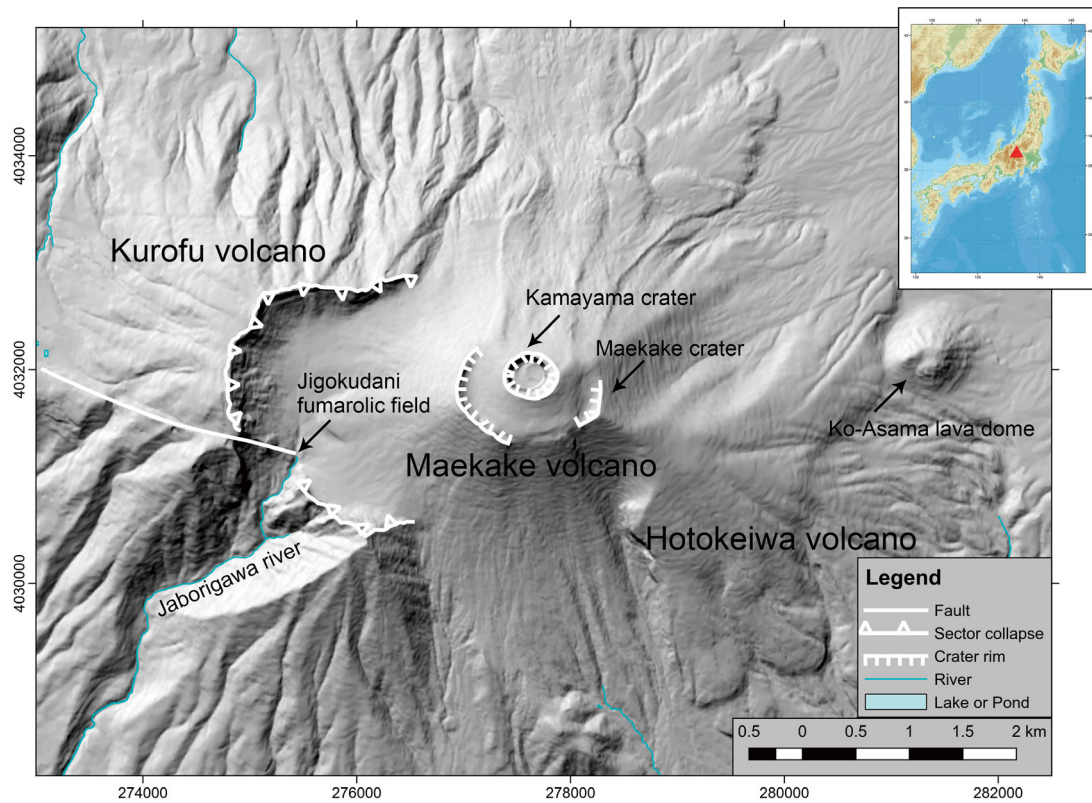 Kurofu volcano
Kamayama crater
Maekake crater
Jigokudani
fumarolic field
Ko-Asama lava dome
Maekake volcano
Hotokeiwa volcano
Jaborigawa river
Legend
Fault
Sector collapse
Crater rim
River
Lake or Pond
0.5 0 0.5 1 1.5 2 km
4034000
4032000
4030000
274000 276000 278000 280000 282000